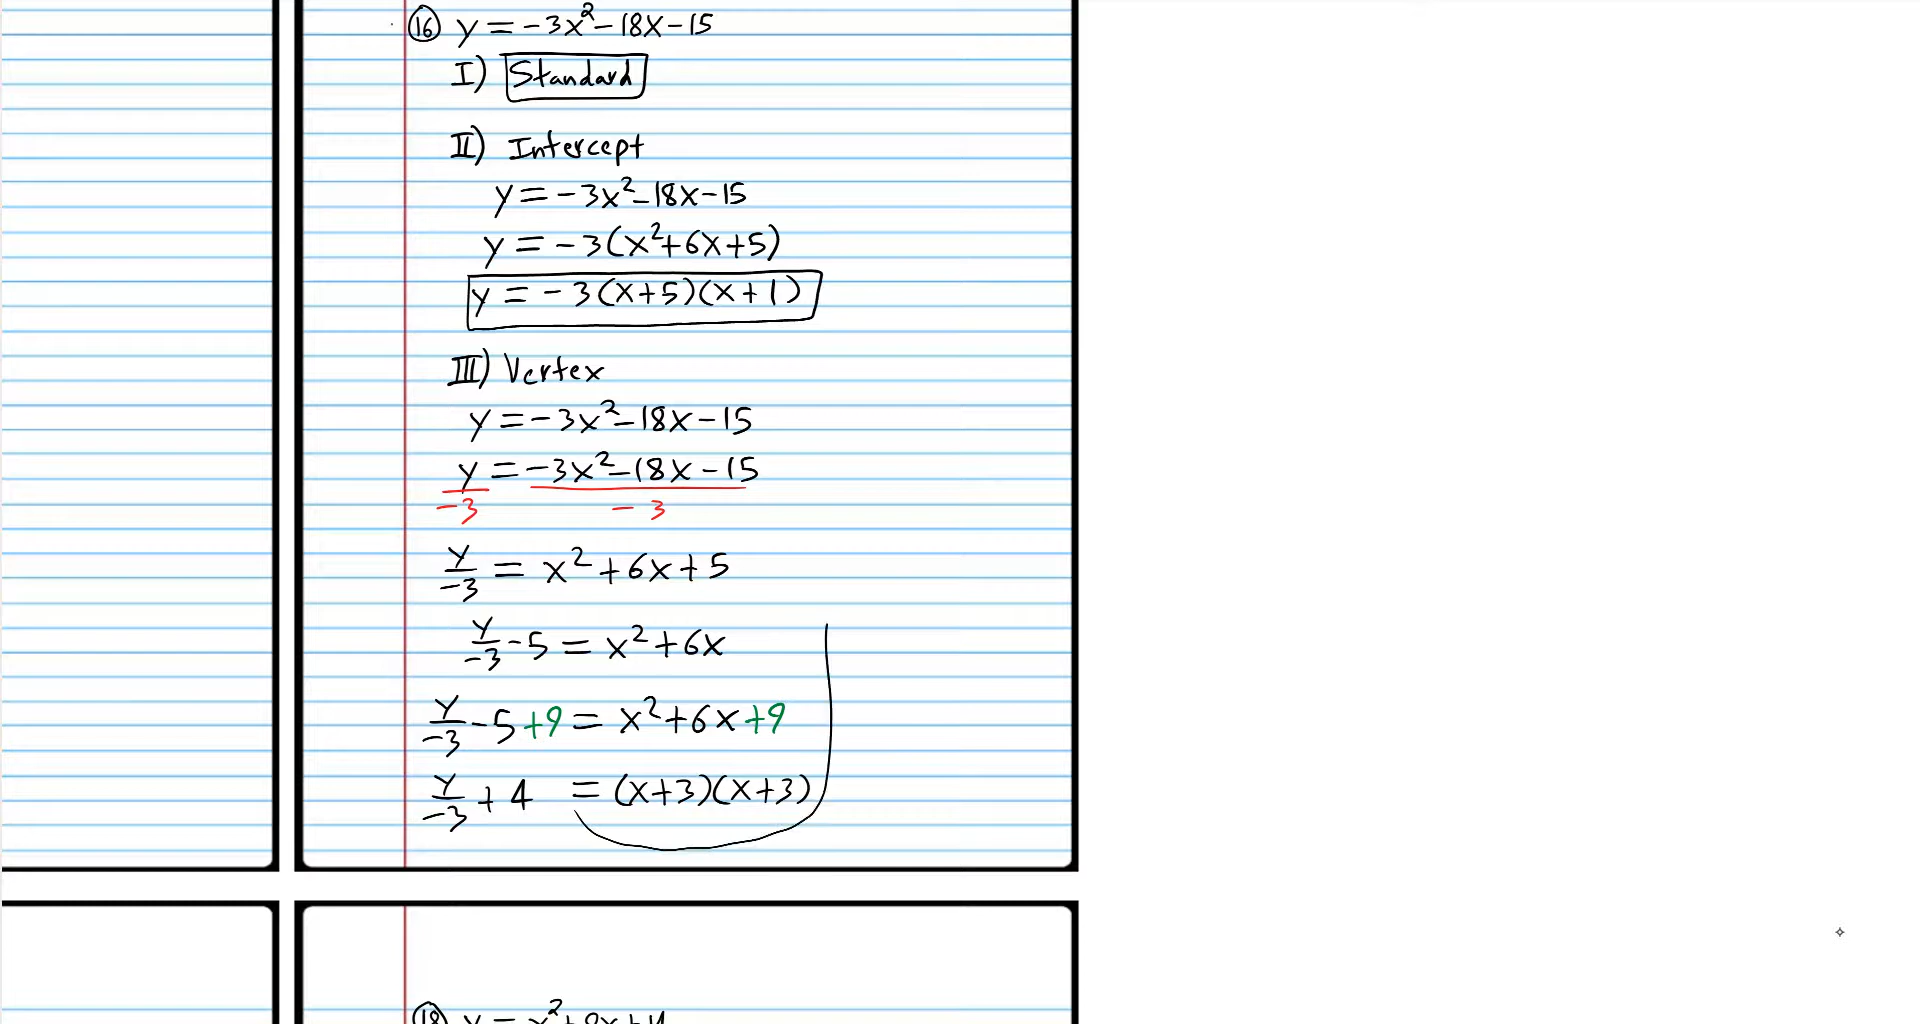 16 y = -3x² - 18x - 15
I) Standard
II) Intercept
y = -3x² - 18x - 15
y = -3(x² + 6x + 5)
y = -3(x+5)(x+1)
III) Vertex
y = -3x² - 18x - 15
y/-3 = -3x² - 18x - 15/-3
y/-3 = x² + 6x + 5
y/-3 - 5 = x² + 6x
y/-3 - 5 + 9 = x² + 6x + 9
y/-3 + 4 = (x+3)(x+3)